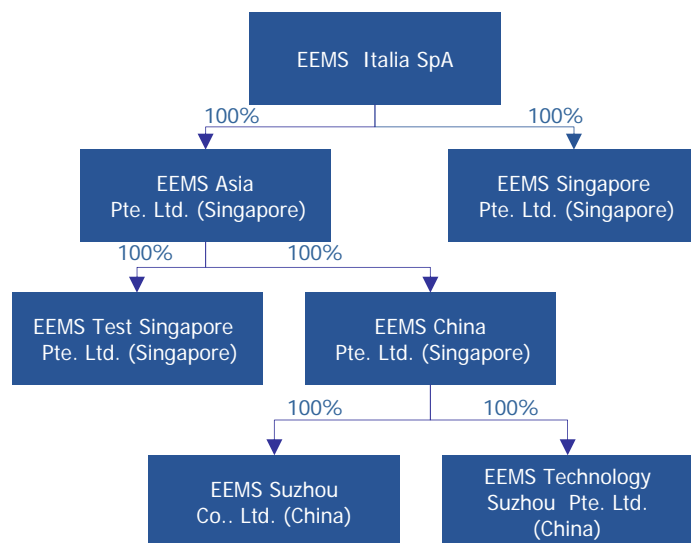 EEMS Italia SpA
100%
100%
EEMS Asia
Pte. Ltd. (Singapore)
EEMS Singapore
Pte. Ltd. (Singapore)
100%
100%
EEMS Test Singapore
Pte. Ltd. (Singapore)
EEMS China
Pte. Ltd. (Singapore)
100%
100%
EEMS Suzhou
Co.. Ltd. (China)
EEMS Technology
Suzhou Pte. Ltd.
(China)